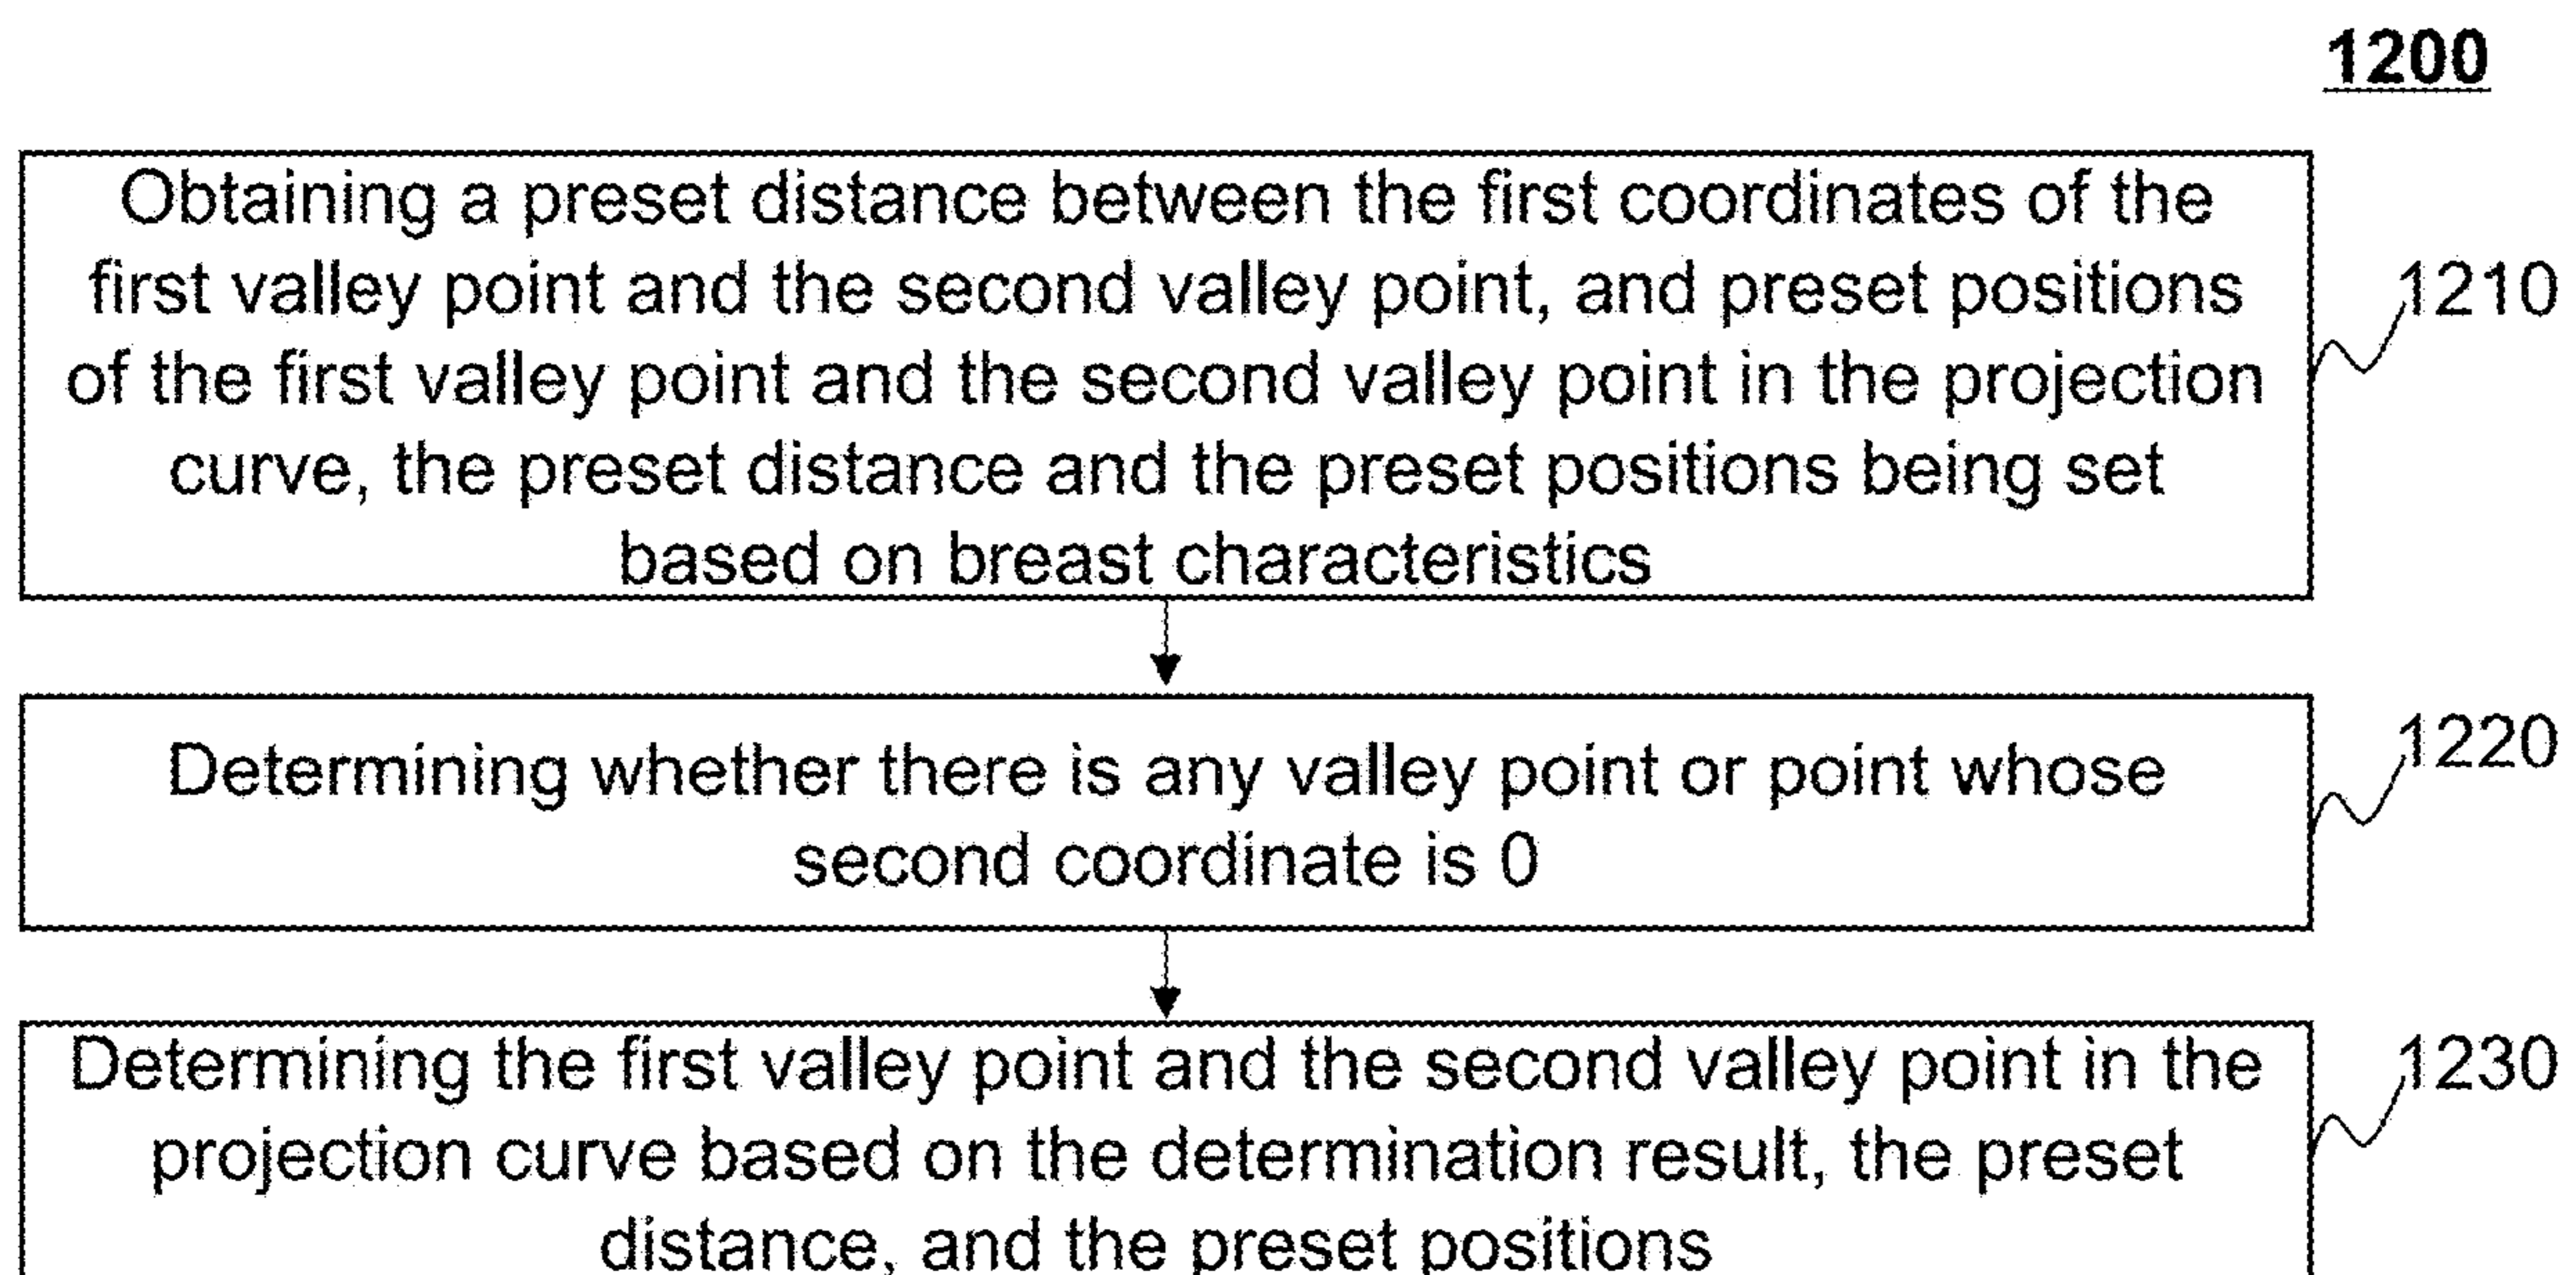 1200
Obtaining a preset distance between the first coordinates of the
first valley point and the second valley point, and preset positions
of the first valley point and the second valley point in the projection
curve, the preset distance and the preset positions being set
based on breast characteristics
1210
Determining whether there is any valley point or point whose
second coordinate is 0
1220
Determining the first valley point and the second valley point in the
projection curve based on the determination result, the preset
distance, and the preset positions
1230